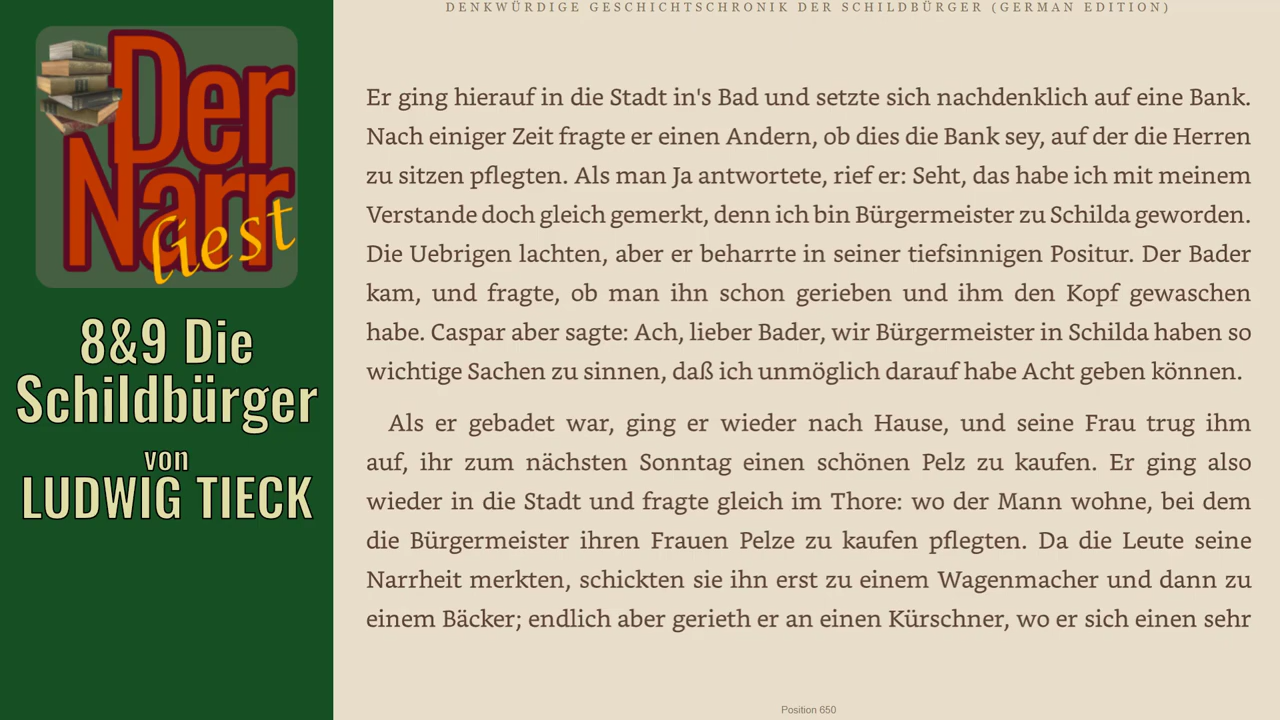 Der
Narr
liest
8&9 Die
Schildbürger
von
LUDWIG TIECK
DENKWÜRDIGE GESCHICHTSCHRONIK DER SCHILDBÜRGER (GERMAN EDITION)
Er ging hierauf in die Stadt in's Bad und setzte sich nachdenklich auf eine Bank.
Nach einiger Zeit fragte er einen Andern, ob dies die Bank sey, auf der die Herren
zu sitzen pflegten. Als man Ja antwortete, rief er: Seht, das habe ich mit meinem
Verstande doch gleich gemerkt, denn ich bin Bürgermeister zu Schilda geworden.
Die Uebrigen lachten, aber er beharrte in seiner tiefsinnigen Positur. Der Bader
kam, und fragte, ob man ihn schon gerieben und ihm den Kopf gewaschen
habe. Caspar aber sagte: Ach, lieber Bader, wir Bürgermeister in Schilda haben so
wichtige Sachen zu sinnen, daß ich unmöglich darauf habe Acht geben können.
Als er gebadet war, ging er wieder nach Hause, und seine Frau trug ihm
auf, ihr zum nächsten Sonntag einen schönen Pelz zu kaufen. Er ging also
wieder in die Stadt und fragte gleich im Thore: wo der Mann wohne, bei dem
die Bürgermeister ihren Frauen Pelze zu kaufen pflegten. Da die Leute seine
Narrheit merkten, schickten sie ihn erst zu einem Wagenmacher und dann zu
einem Bäcker; endlich aber gerieth er an einen Kürschner, wo er sich einen sehr
Position 650